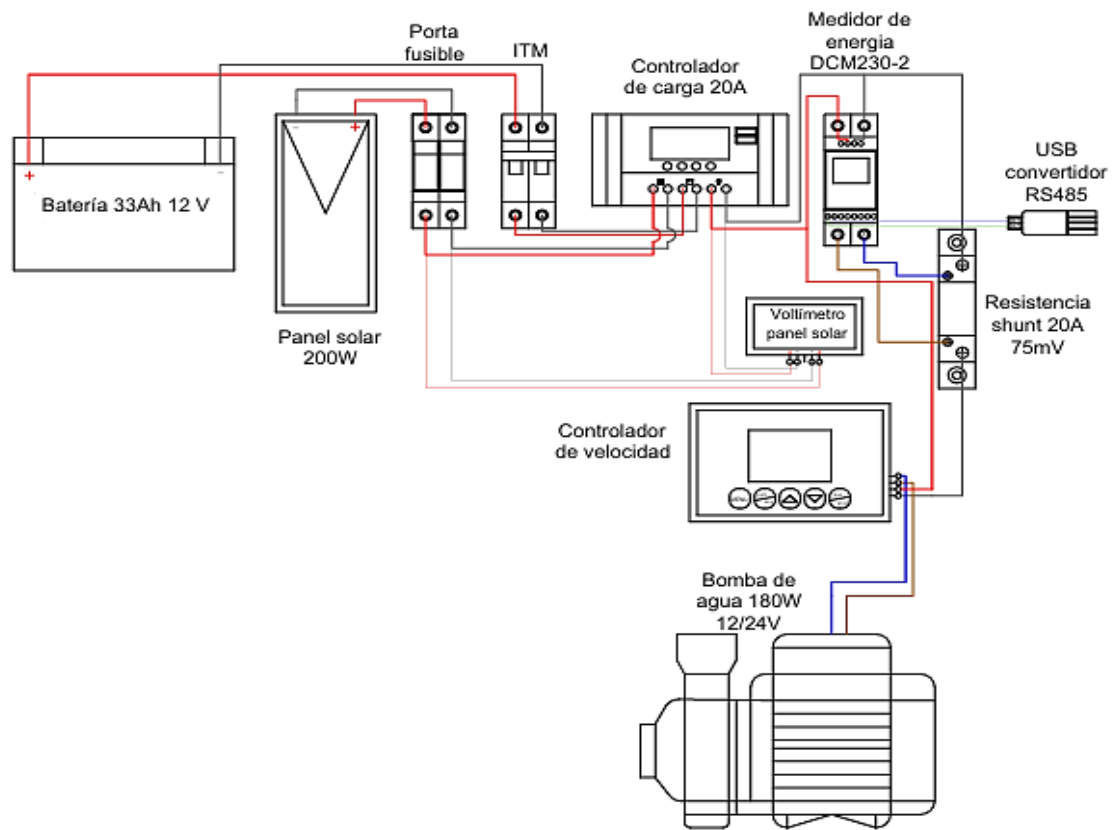 Porta
fusible
ITM
Controlador
de carga 20A
Medidor de
energia
DCM230-2
USB
convertidor
RS485
+
-
Batería 33Ah 12 V
-
+
Panel solar
200W
Voltímetro
panel solar
Resistencia
shunt 20A
75mV
Controlador
de velocidad
Bomba de
agua 180W
12/24V